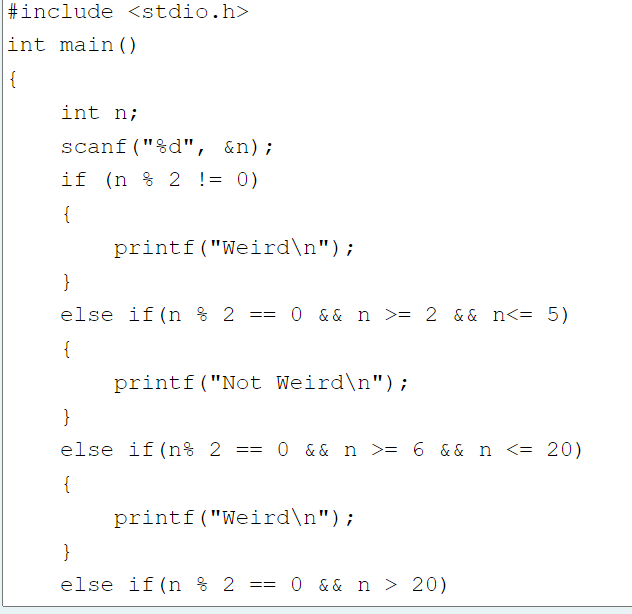 #include <stdio.h>
int main()
{
    int n;
    scanf("%d", &n);
    if (n % 2 != 0)
    {
        printf("Weird\n");
    }
    else if(n % 2 == 0 && n >= 2 && n<= 5)
    {
        printf("Not Weird\n");
    }
    else if(n% 2 == 0 && n >= 6 && n <= 20)
    {
        printf("Weird\n");
    }
    else if(n % 2 == 0 && n > 20)